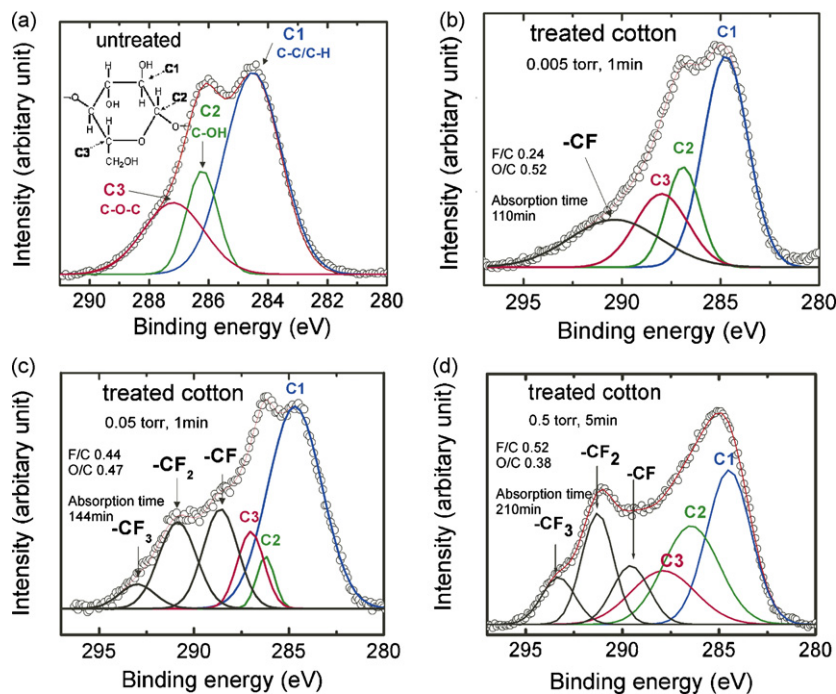 (a)
untreated
C1
C-C/C-H
H
OH
C1
H
OH
H
H
C2
C
O
H
H
O
O
C3
CH2OH
C2
C-OH
C3
C-O-C
Intensity (arbitary unit)
290 288 286 284 282 280
Binding energy (eV)
(b)
treated cotton
0.005 torr, 1min
C1
-CF
F/C 0.24
O/C 0.52
C2
C3
Absorption time
110min
Intensity (arbitary unit)
295 290 285 280
Binding energy (eV)
(c)
treated cotton
0.05 torr, 1min
C1
F/C 0.44
O/C 0.47
-CF2
-CF
Absorption time
144min
-CF3
C3
C2
Intensity (arbitary unit)
295 290 285 280
Binding energy (eV)
(d)
treated cotton
0.5 torr, 5min
F/C 0.52
O/C 0.38
-CF2
-CF
C1
Absorption time
210min
-CF3
C2
C3
Intensity (arbitary unit)
295 290 285 280
Binding energy (eV)